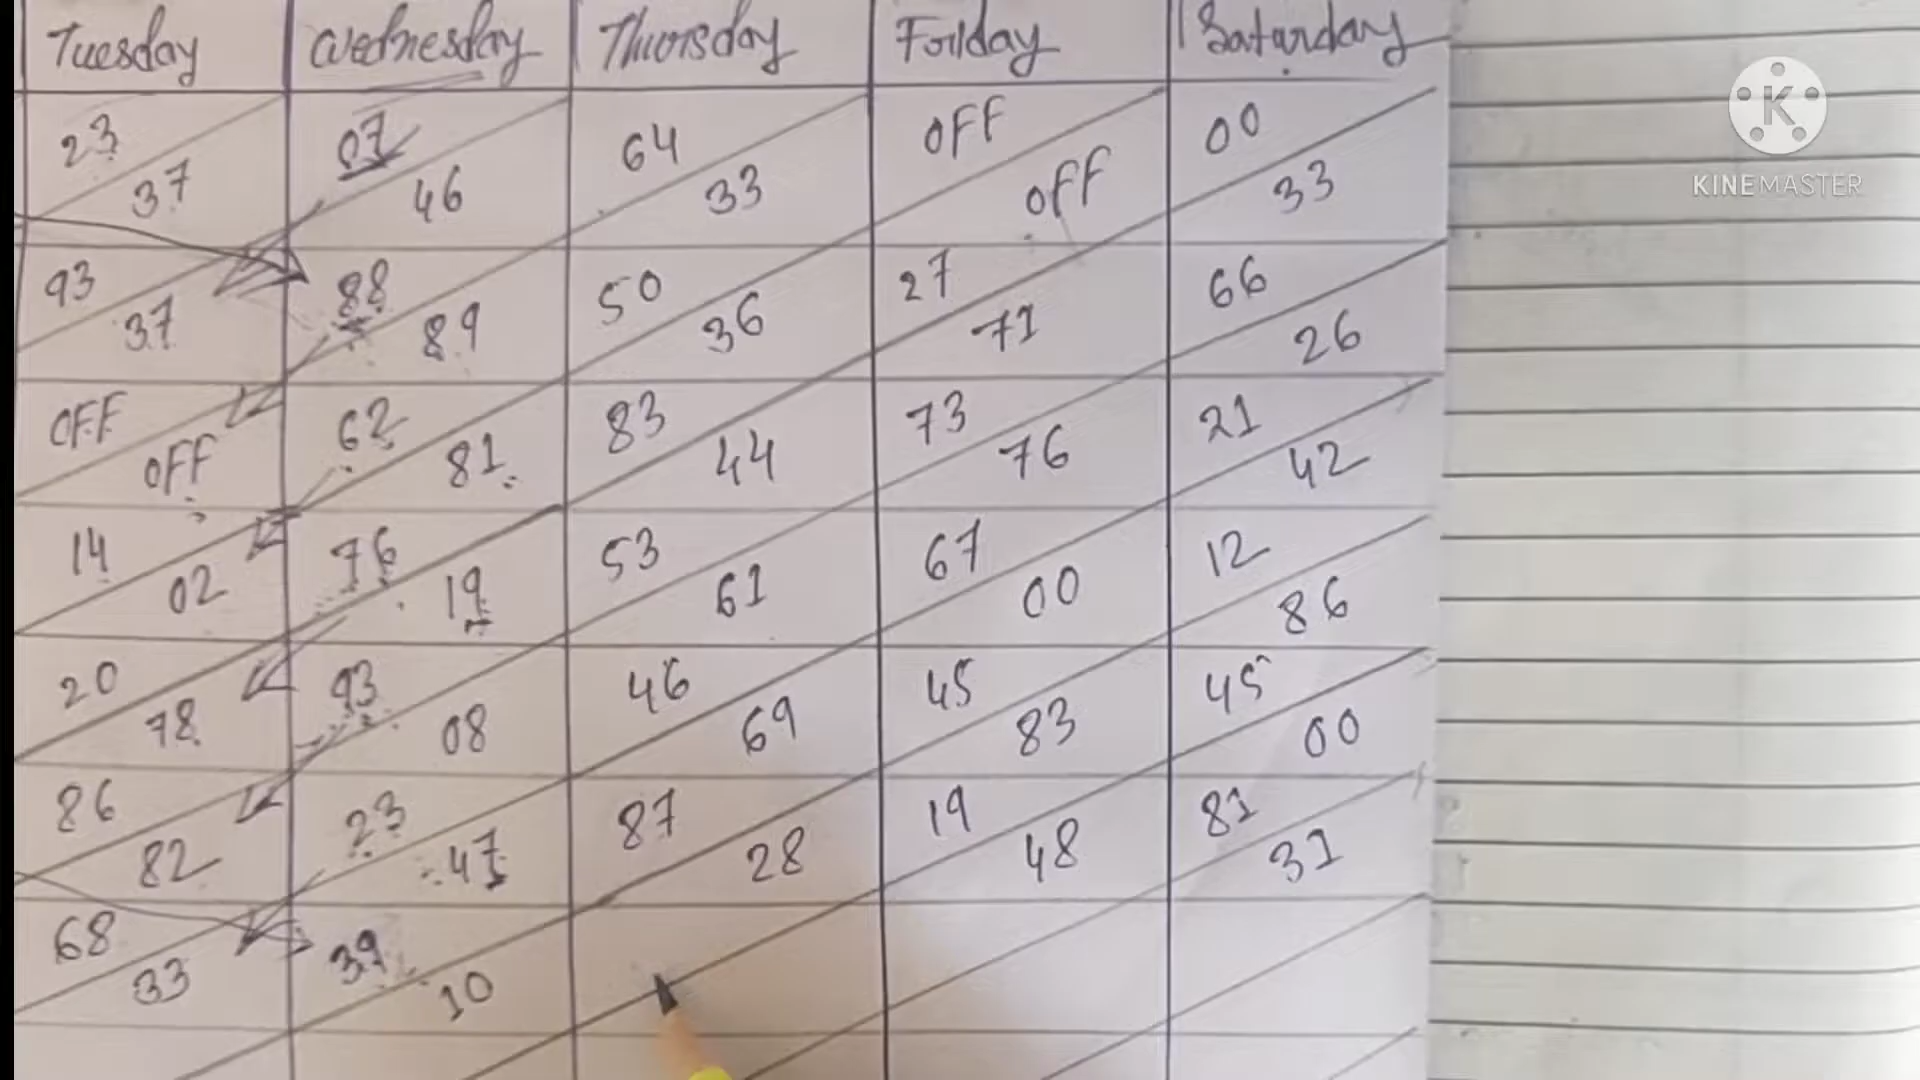 Tuesday Wednesday Thuorsday Foriday Satarday
23 07 64 OFF 00
37 46 33 OFF 33
93 88 50 27 66
37 89 36 71 26
OFF 62 83 73 21
OFF 81 44 76 42
14 76 53 67 12
02 19 61 00 86
20 93 46 45 45
78 08 69 83 00
86 23 87 19 81
82 47 28 48 31
68 39
33 10
K
KINEMASTER